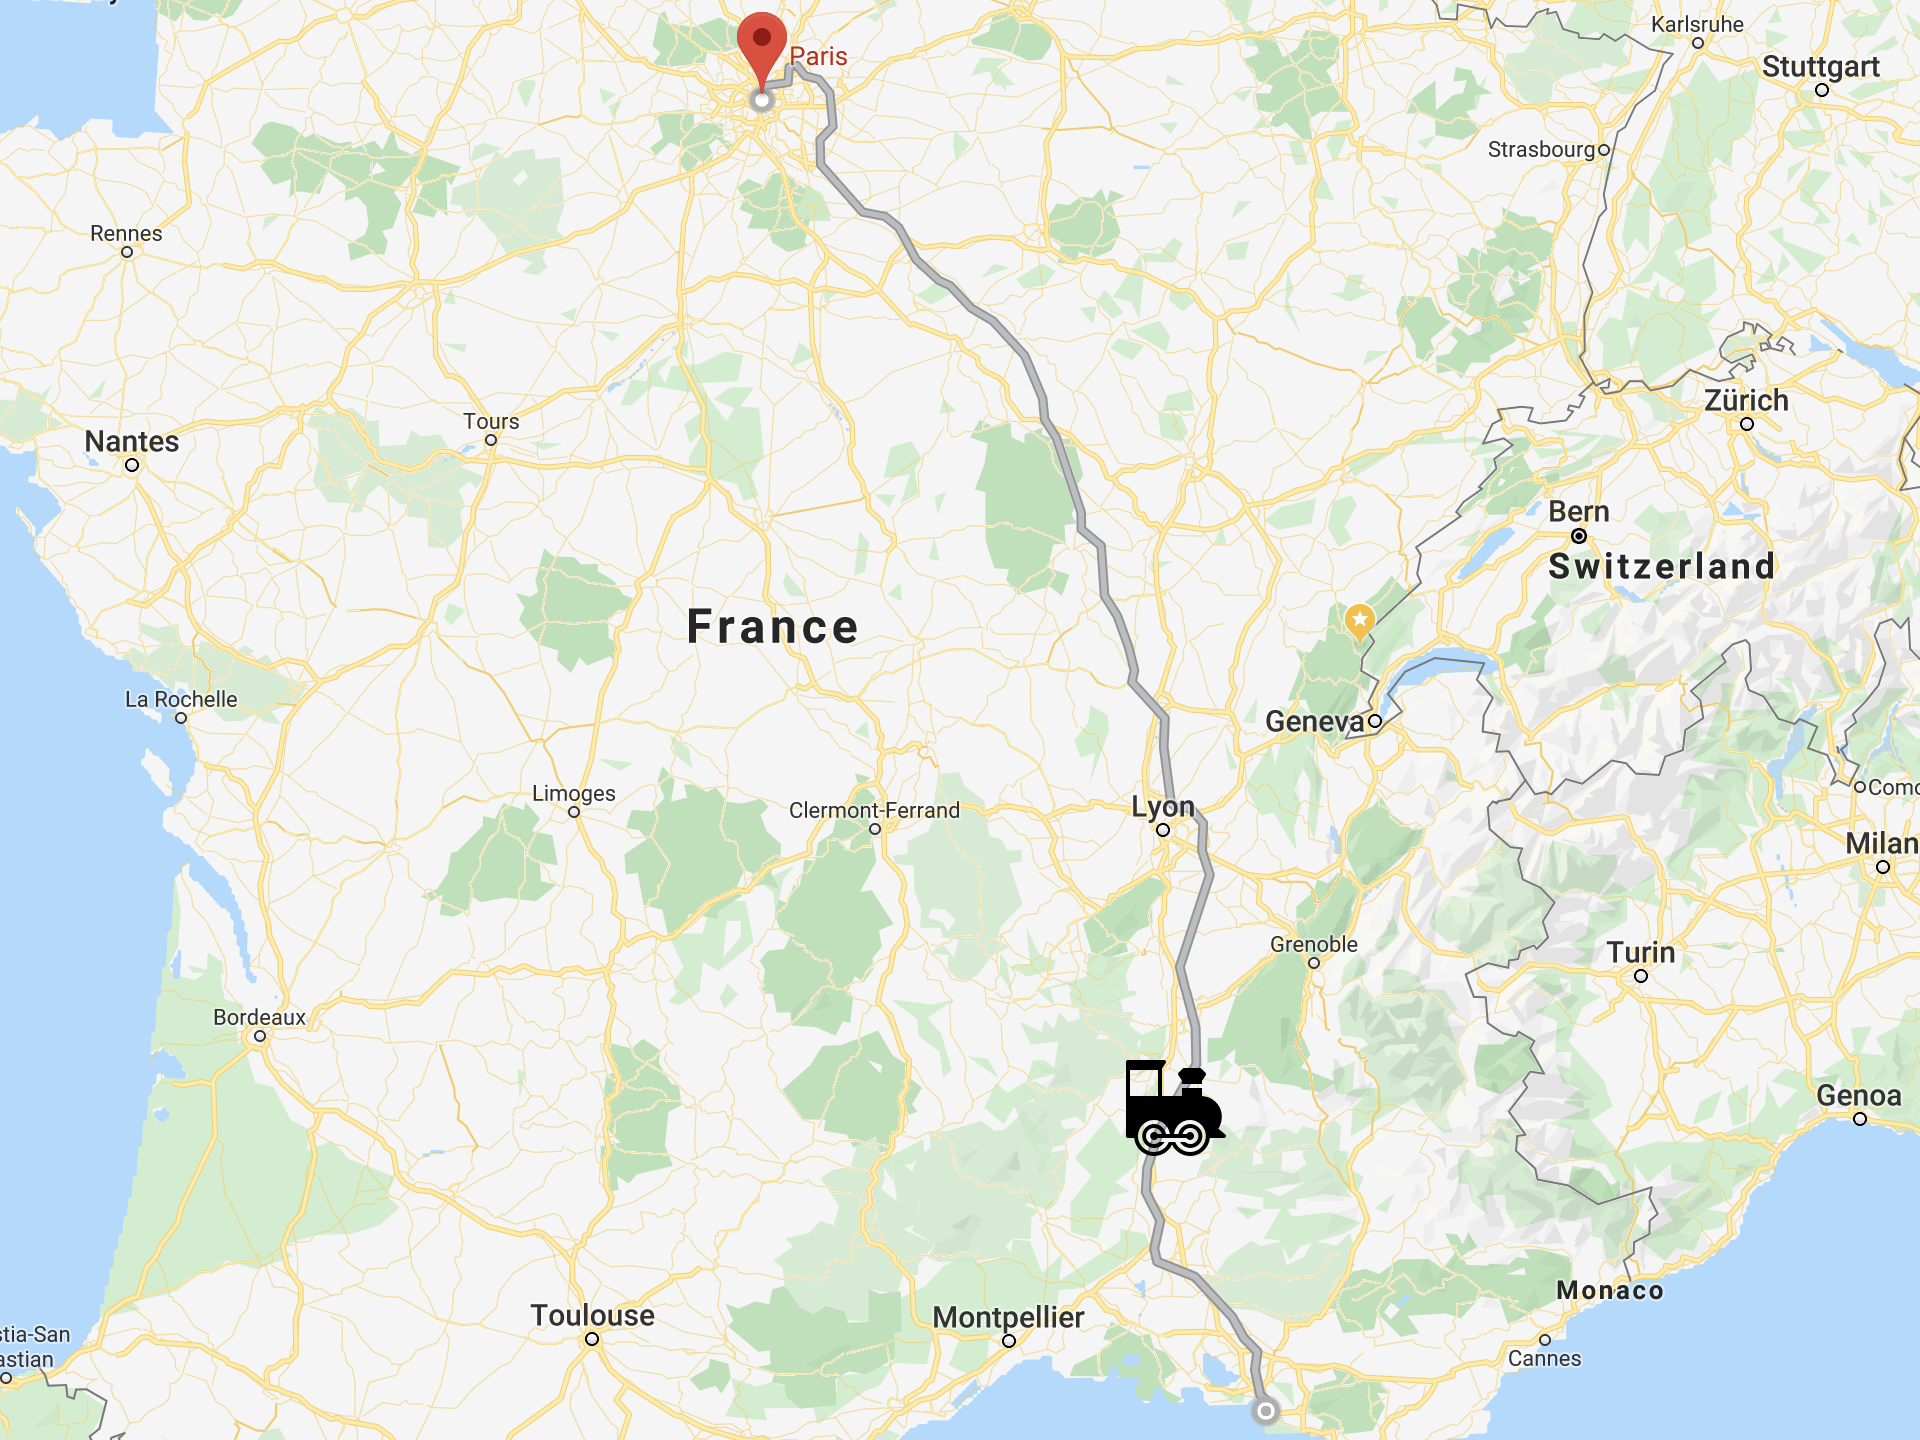 Karlsruhe
Paris
Stuttgart
Strasbourg
Rennes
Zürich
Tours
Nantes
Bern
Switzerland
France
La Rochelle
Geneva
Limoges
Clermont-Ferrand
Lyon
Como
Milan
Grenoble
Turin
Bordeaux
Genoa
Monaco
Toulouse
Montpellier
stia-San
astian
Cannes